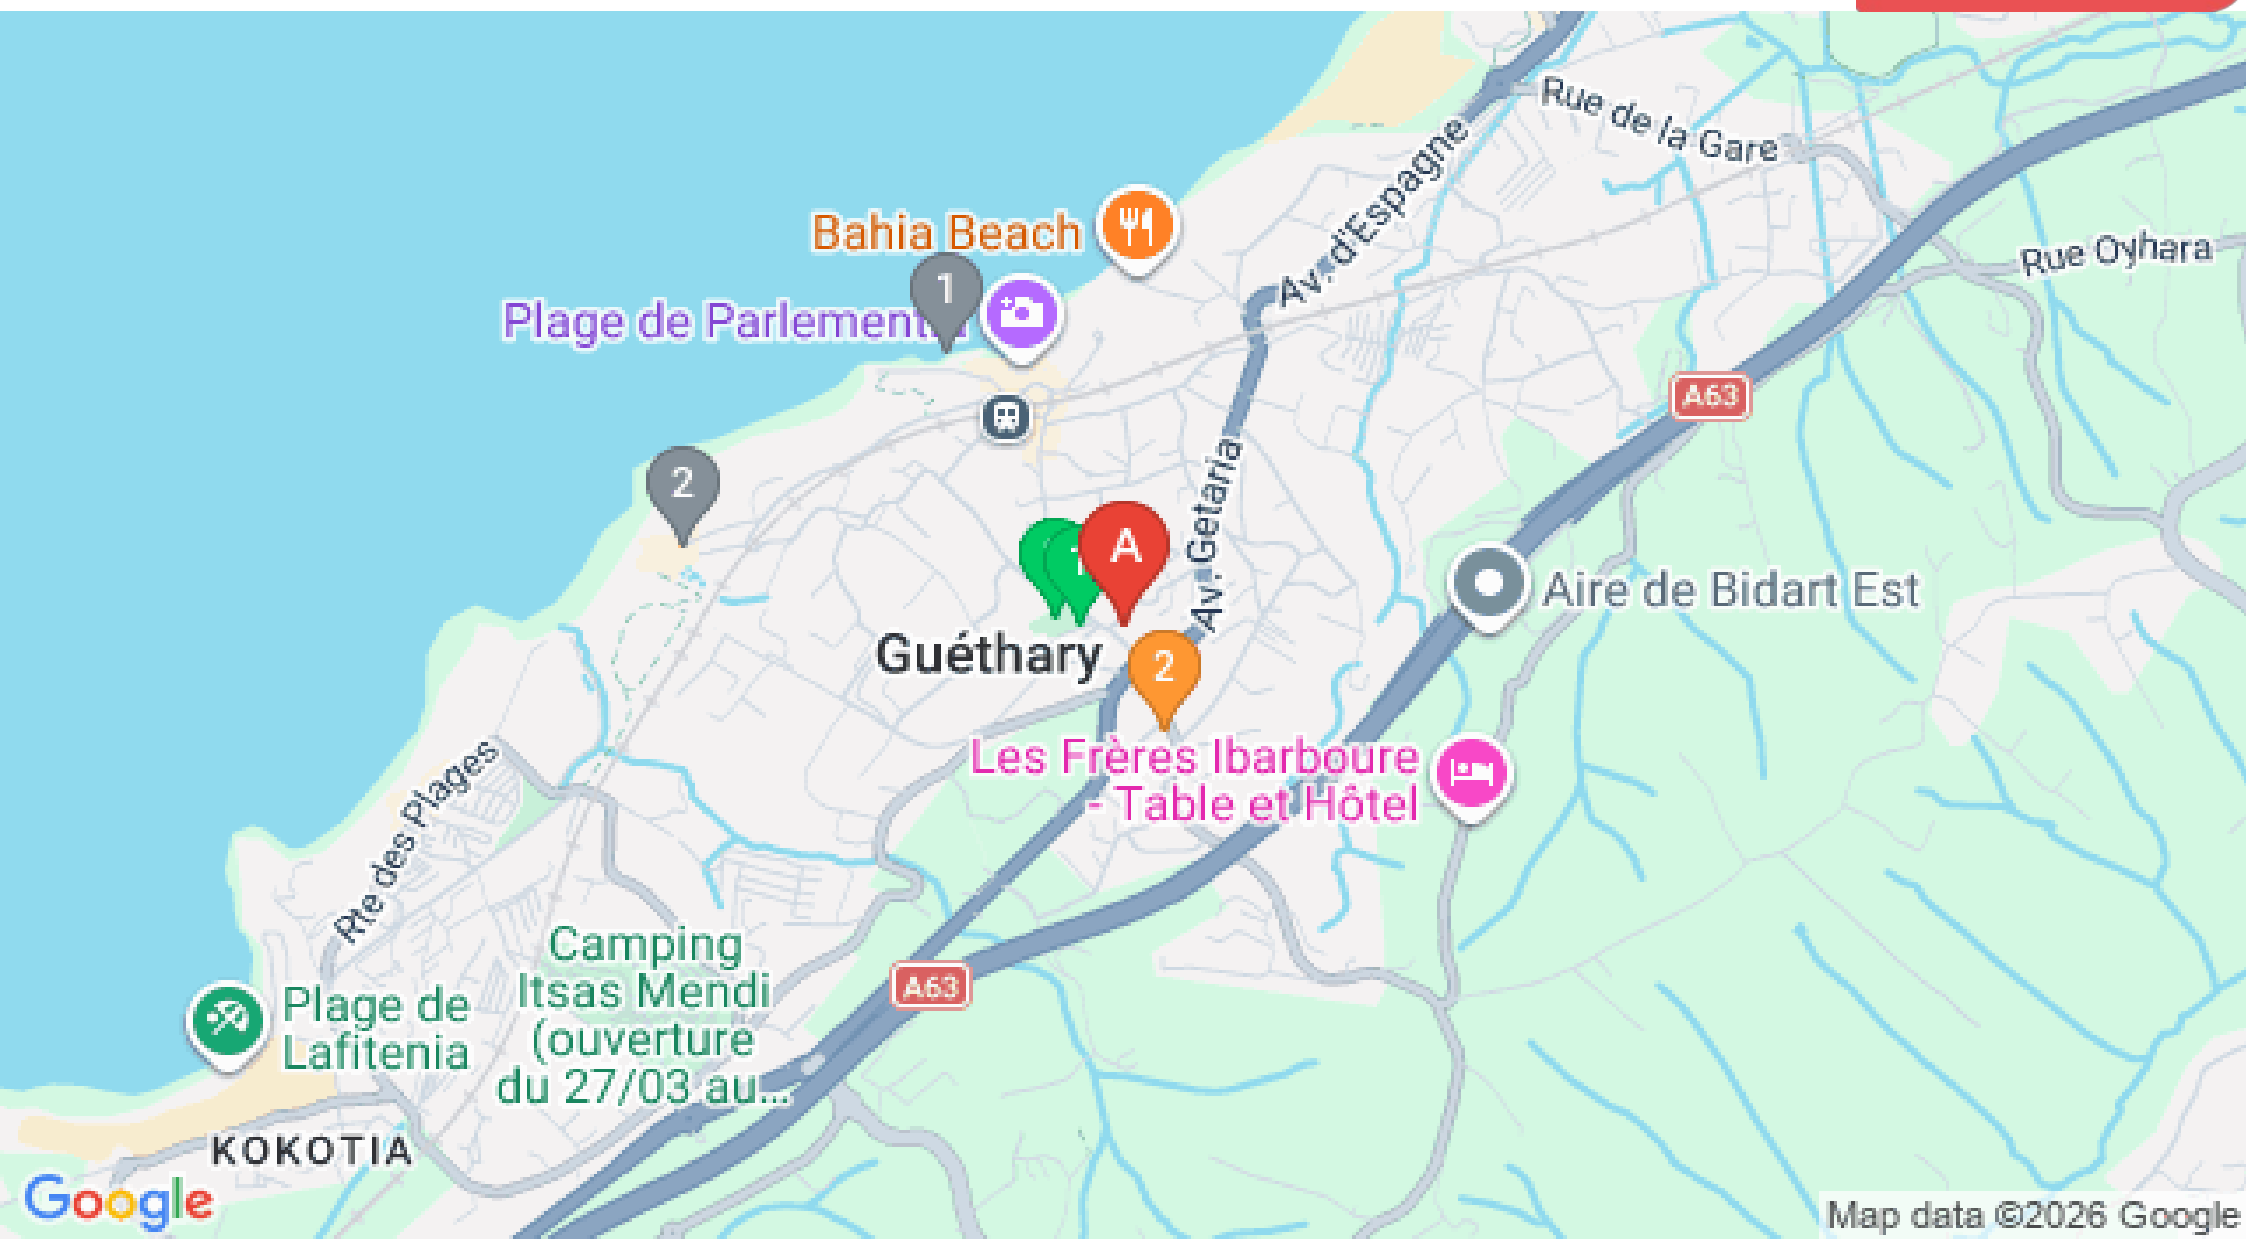 Rue de la Gare
Av. d'Espagne
Bahia Beach
Rue Oyhara
1
Plage de
A63
2
Av. Getaria
A
Aire de Bidart Est
Guéthary
2
Les Frères Ibarboure
- Table et Hôtel
Rte des Plages
Camping
Itsas Mendi
(ouverture
du 27/03 au...
A63
Plage de
Lafitenia
KOKOTIA
Google
Map data ©2026 Google